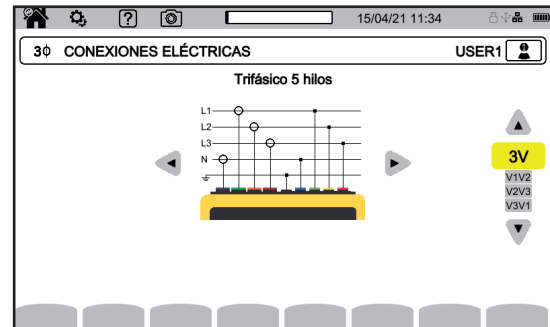 15/04/21 11:34
3φ CONEXIONES ELÉCTRICAS USER1
Trifásico 5 hilos
L1
L2
L3
N
3V
V1V2
V2V3
V3V1